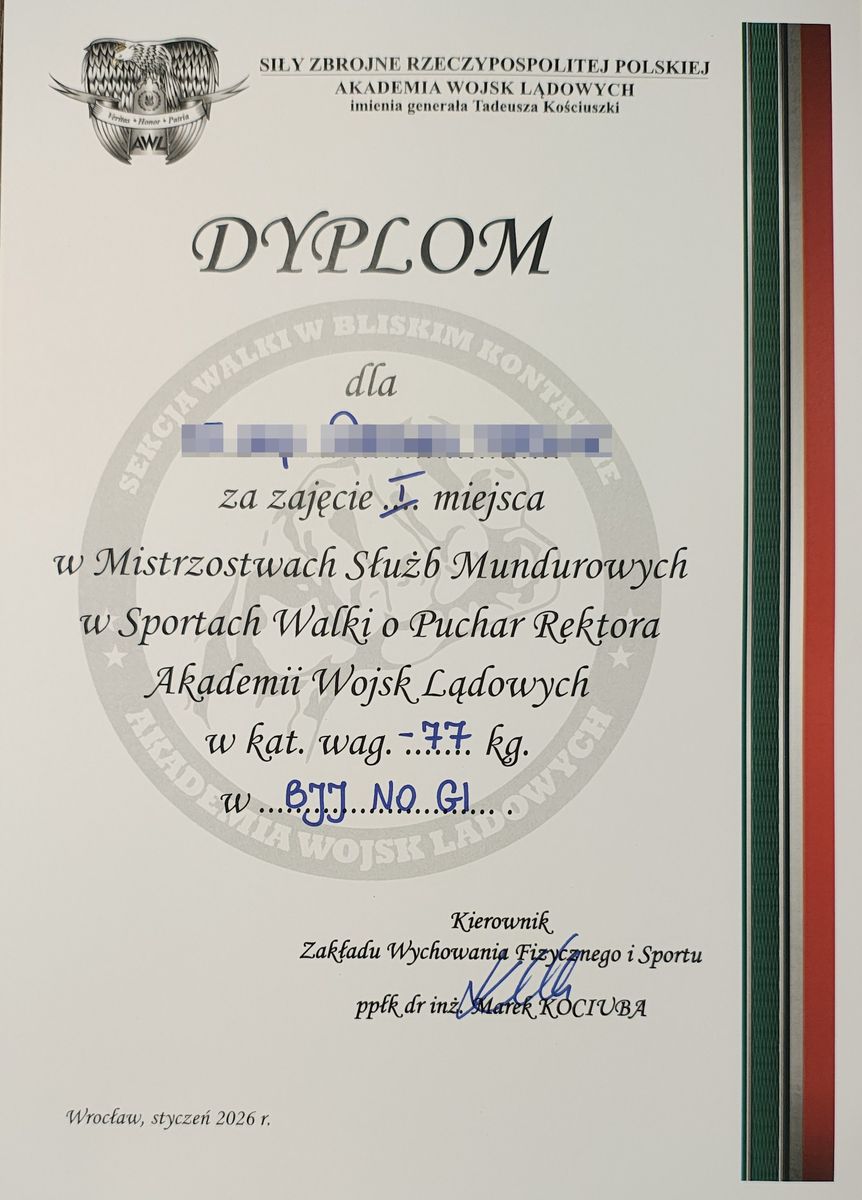 SIŁY ZBROJNE RZECZYPOSPOLITEJ POLSKIEJ
AKADEMIA WOJSK LĄDOWYCH
imienia generała Tadeusza Kościuszki
Veritas • Honor • Patria
AWL
DYPLOM
SEKCJA WALKI W BLISKIM KONTAKCIE
dla
za zajęcie I miejsca
w Mistrzostwach Służb Mundurowych
w Sportach Walki o Puchar Rektora
Akademii Wojsk Lądowych
w kat. wag. -77 kg.
w BJJ NO GI .
AKADEMIA WOJSK LĄDOWYCH
Kierownik
Zakładu Wychowania Fizycznego i Sportu
ppłk dr inż. Marek KOCIUBA
Wrocław, styczeń 2026 r.